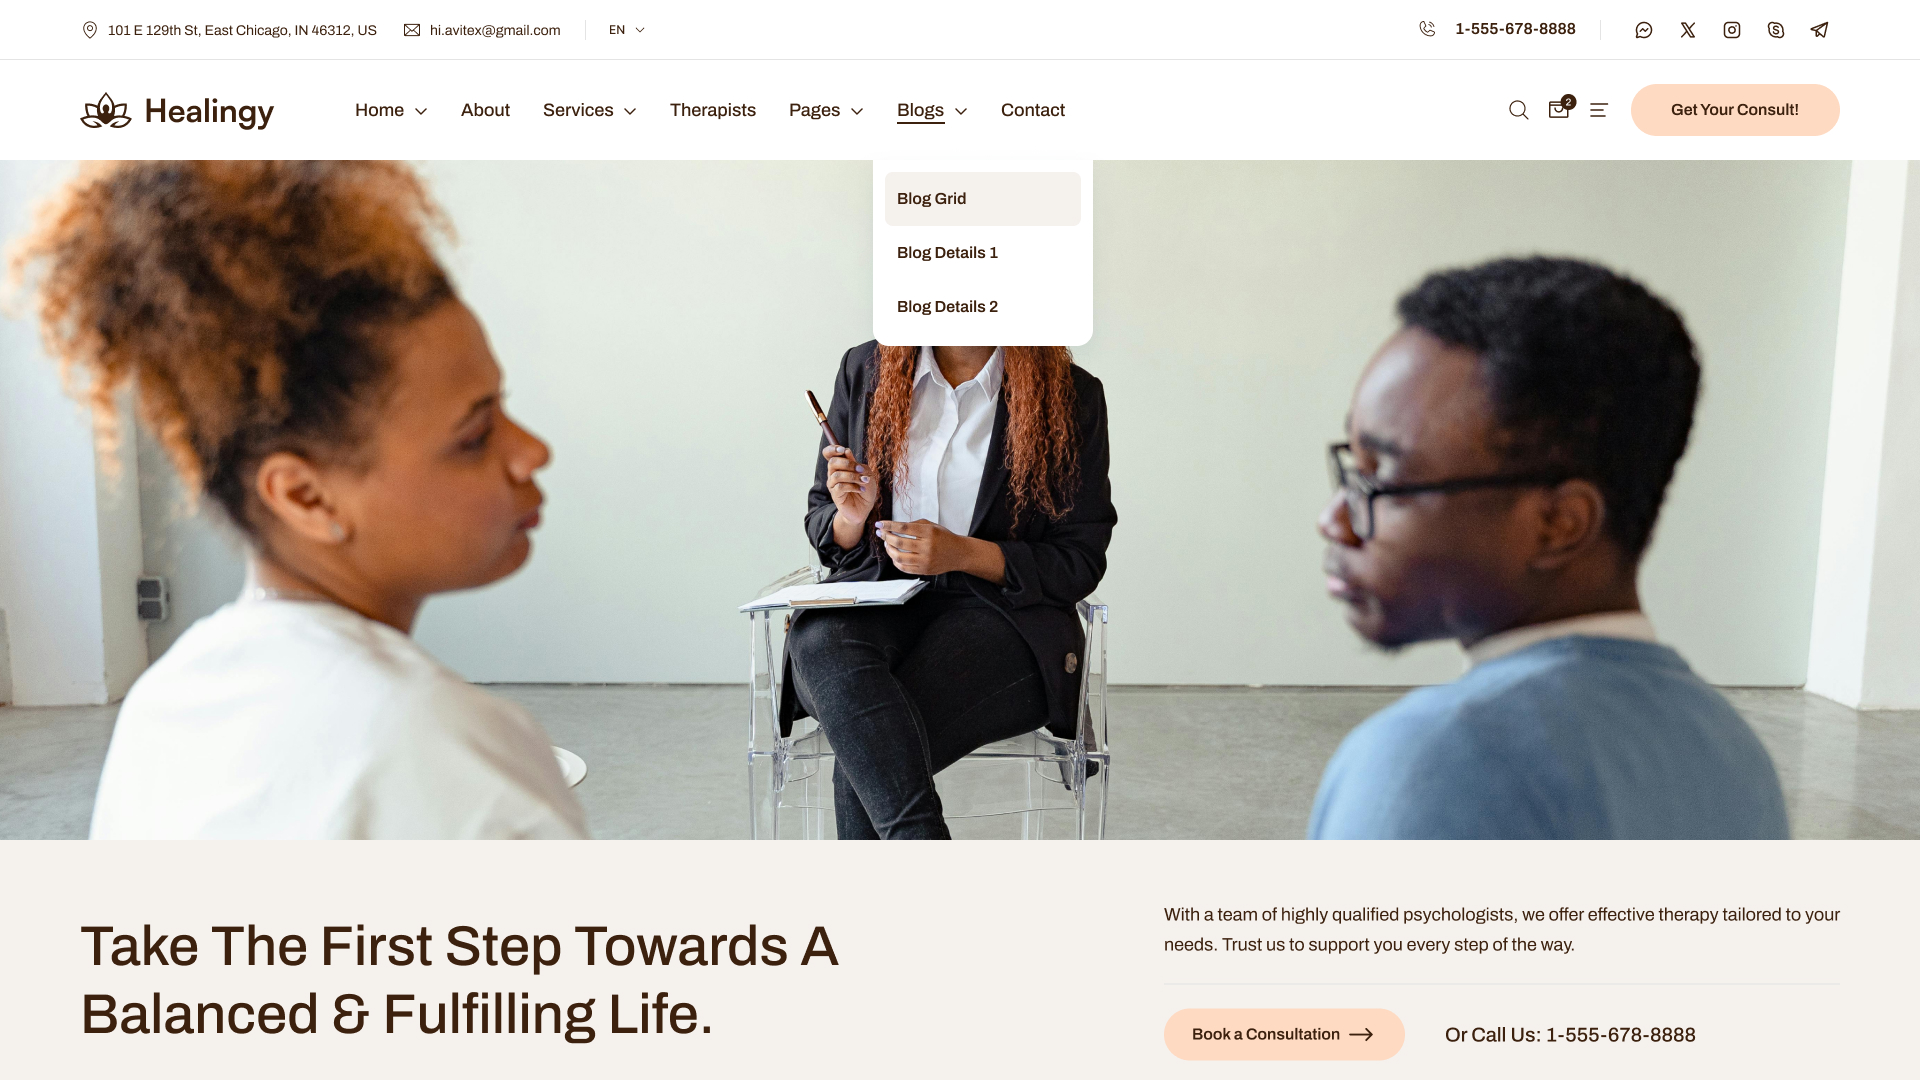 101 E 129th St, East Chicago, IN 46312, US
hi.avitex@gmail.com
EN
1-555-678-8888
Healingy
Home
About
Services
Therapists
Pages
Blogs
Contact
2
Get Your Consult!
Blog Grid
Blog Details 1
Blog Details 2
Take The First Step Towards A
Balanced & Fulfilling Life.
With a team of highly qualified psychologists, we offer effective therapy tailored to your
needs. Trust us to support you every step of the way.
Book a Consultation
Or Call Us: 1-555-678-8888